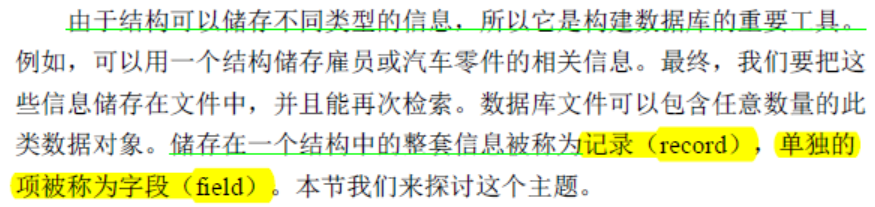 由于结构可以储存不同类型的信息，所以它是构建数据库的重要工具。
例如，可以用一个结构储存雇员或汽车零件的相关信息。最终，我们要把这
些信息储存在文件中，并且能再次检索。数据库文件可以包含任意数量的此
类数据对象。储存在一个结构中的整套信息被称为记录（record），单独的
项被称为字段（field）。本节我们来探讨这个主题。